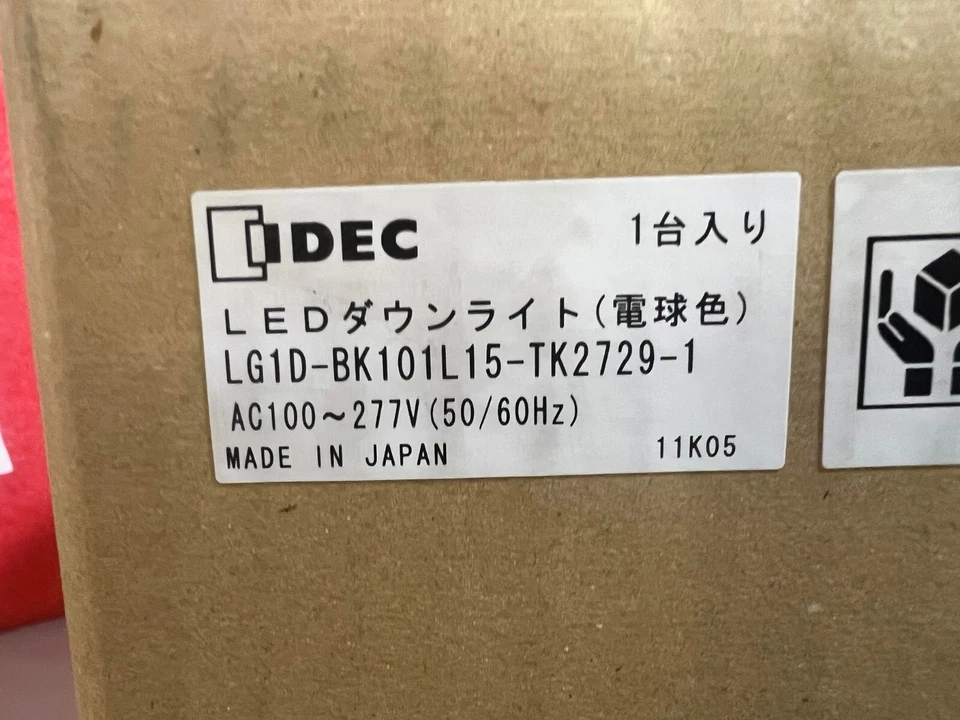 IDEC 1台入り
LEDダウンライト(電球色)
LG1D-BK101L15-TK2729-1
AC100～277V(50/60Hz)
MADE IN JAPAN 11K05